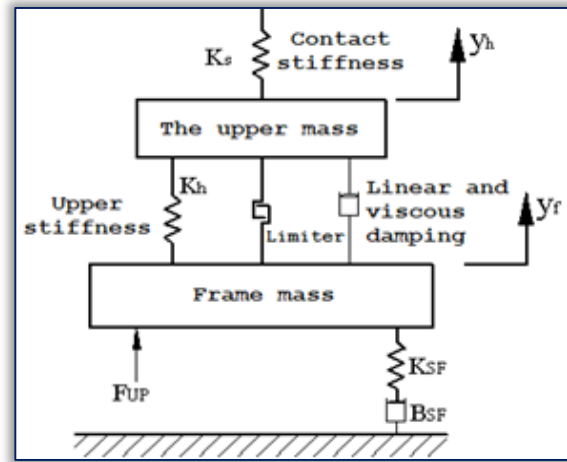 Ks
Contact
stiffness
yh
The upper mass
Kh
Upper
stiffness
Limiter
Linear and
viscous
damping
yf
Frame mass
FUP
KSF
BSF